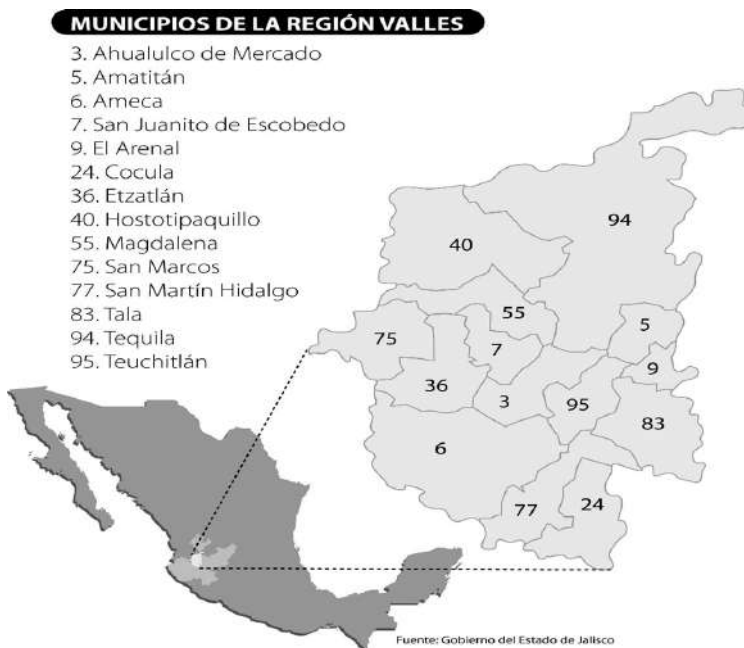 MUNICIPIOS DE LA REGIÓN VALLES
3. Ahualulco de Mercado
5. Amatitán
6. Ameca
7. San Juanito de Escobedo
9. El Arenal
24. Cocula
36. Etzatlán
40. Hostotipaquillo
55. Magdalena
75. San Marcos
77. San Martín Hidalgo
83. Tala
94. Tequila
95. Teuchitlán
94
40
55
5
75
7
9
36
3
95
83
6
77
24
Fuente: Gobierno del Estado de Jalisco